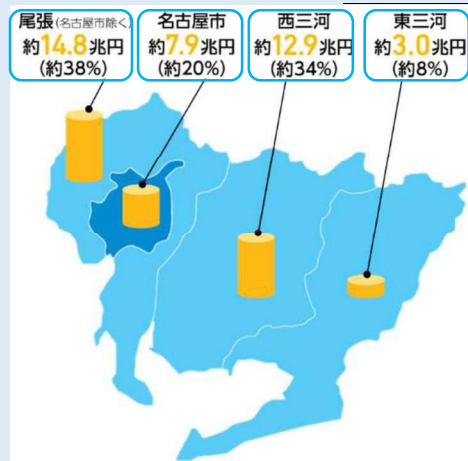 尾張(名古屋市除く)
約14.8兆円
(約38%)
名古屋市
約7.9兆円
(約20%)
西三河
約12.9兆円
(約34%)
東三河
約3.0兆円
(約8%)